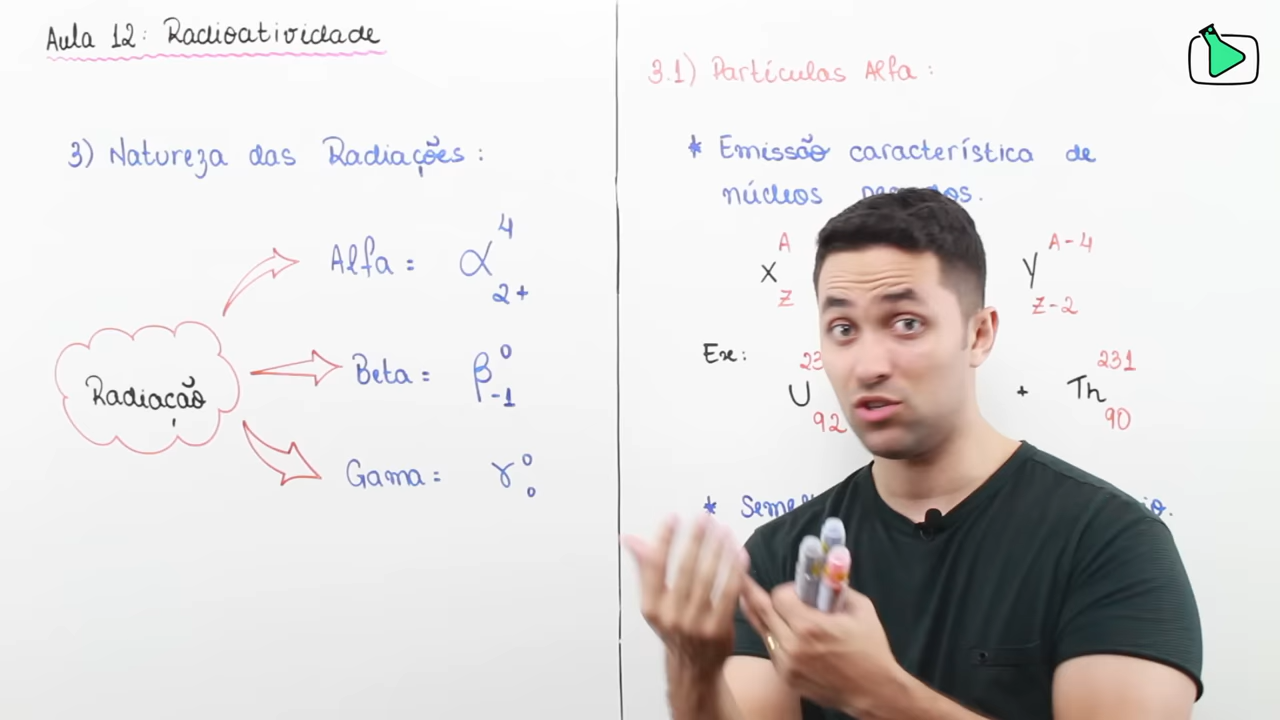 Aula 12: Radioatividade
3) Natureza das Radiações:
Alfa = α 4 2+
Radiação
Beta = β 0 -1
Gama = γ 0 0
3.1) Partículas Alfa:
* Emissão característica de
núcleos
X A Z
Y A-4 Z-2
Ex: U 92 + Th 231 90
*